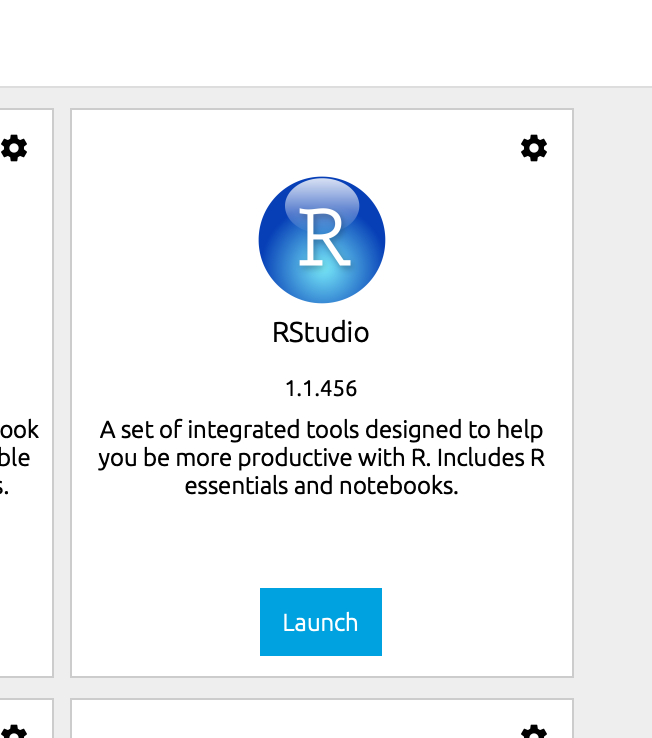 R
RStudio
1.1.456
ook
A set of integrated tools designed to help
ble
you be more productive with R. Includes R
s.
essentials and notebooks.
Launch